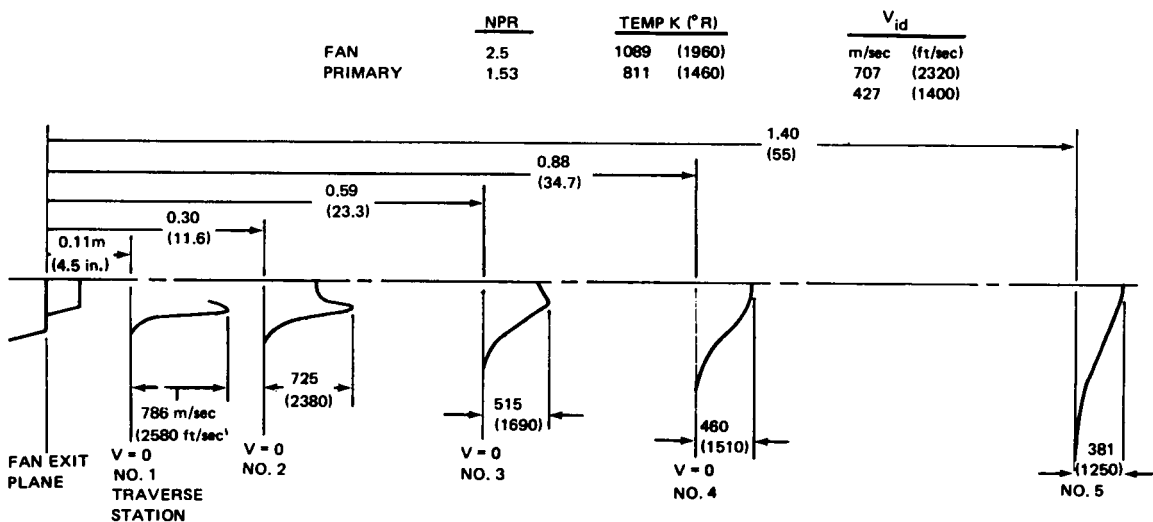 NPR TEMP K (°R) V_id
FAN 2.5 1089 (1960) m/sec (ft/sec)
PRIMARY 1.53 811 (1460) 707 (2320)
427 (1400)
1.40
(55)
0.88
(34.7)
0.59
(23.3)
0.30
(11.6)
0.11m
(4.5 in.)
786 m/sec
(2580 ft/sec)
725
(2380)
515
(1690)
460
(1510)
381
(1250)
FAN EXIT
PLANE
V = 0
NO. 1
TRAVERSE
STATION
V = 0
NO. 2
V = 0
NO. 3
V = 0
NO. 4
NO. 5